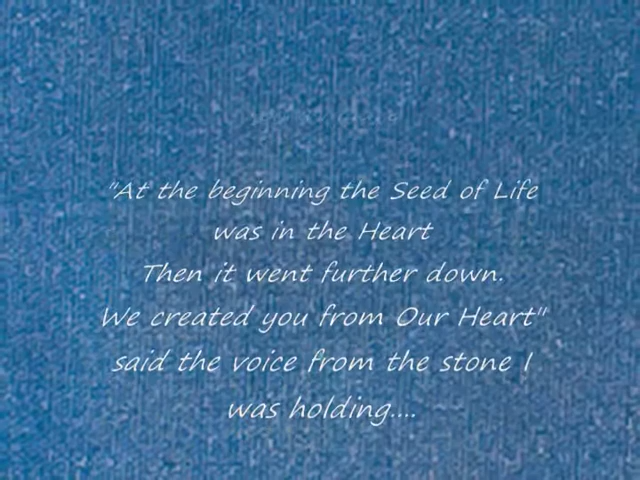 "At the beginning the Seed of Life
was in the Heart
Then it went further down.
We created you from Our Heart"
said the voice from the stone I
was holding....